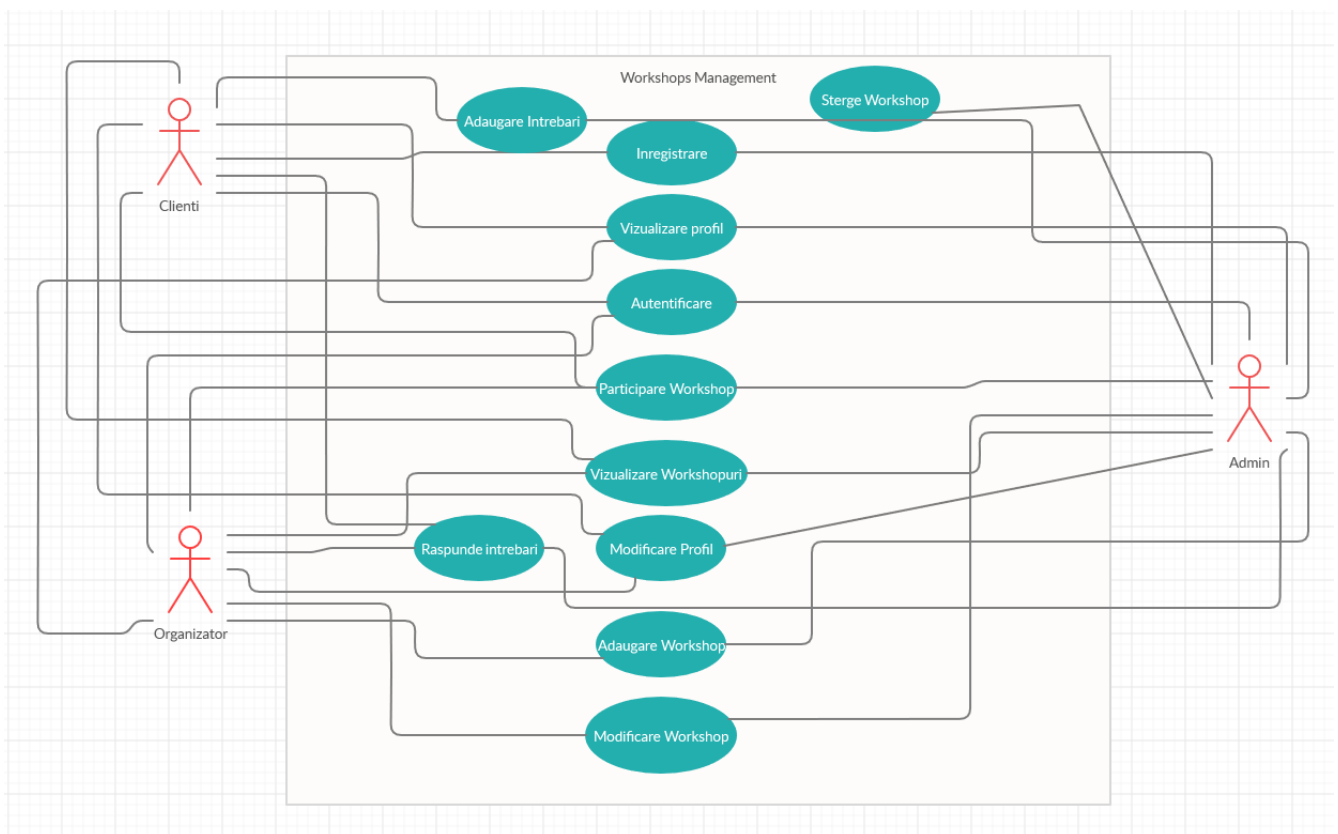 Workshops Management
Sterge Workshop
Adaugare Intrebari
Inregistrare
Clienti
Vizualizare profil
Autentificare
Participare Workshop
Admin
Vizualizare Workshopuri
Raspunde intrebari
Modificare Profil
Organizator
Adaugare Workshop
Modificare Workshop